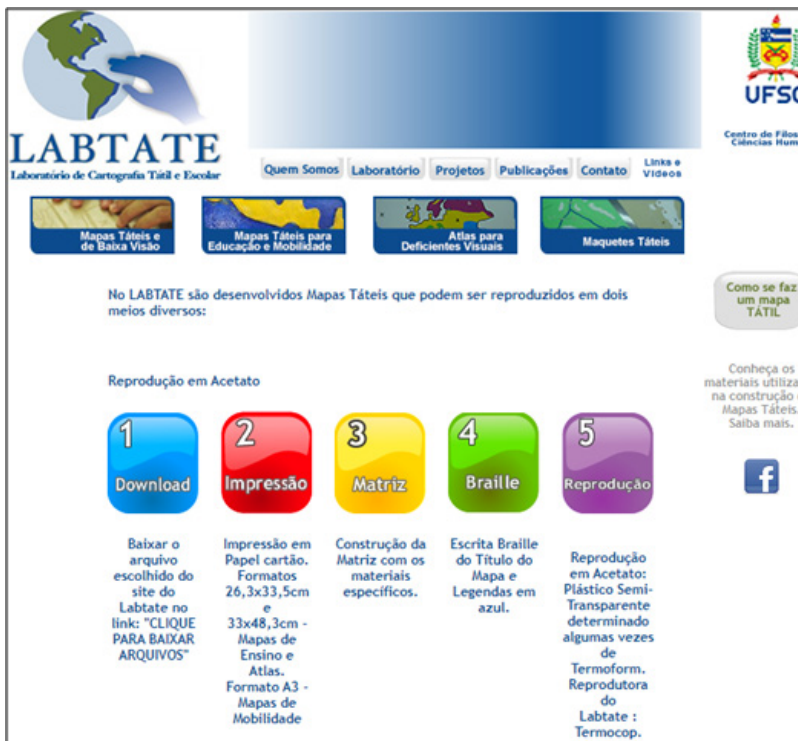 LABTATE
Laboratório de Cartografia Tátil e Escolar
UFSC
Centro de Filos
Ciências Hum
Quem Somos
Laboratório
Projetos
Publicações
Contato
Links e
Vídeos
Mapas Táteis e
de Baixa Visão
Mapas Táteis para
Educação e Mobilidade
Atlas para
Deficientes Visuais
Maquetes Táteis
No LABTATE são desenvolvidos Mapas Táteis que podem ser reproduzidos em dois
meios diversos:
Como se faz
um mapa
TÁTIL
Conheça os
materiais utiliza
na construção
Mapas Táteis.
Saiba mais.
f
Reprodução em Acetato
1
Download
2
Impressão
3
Matriz
4
Braille
5
Reprodução
Baixar o
arquivo
escolhido do
site do
Labtate no
link: "CLIQUE
PARA BAIXAR
ARQUIVOS"
Impressão em
Papel cartão.
Formatos
26,3x33,5cm
e
33x48,3cm -
Mapas de
Ensino e
Atlas.
Formato A3 -
Mapas de
Mobilidade
Construção da
Matriz com os
materiais
específicos.
Escrita Braille
do Título do
Mapa e
Legendas em
azul.
Reprodução
em Acetato:
Plástico Semi-
Transparente
determinado
algumas vezes
de
Termoform.
Reprodutora
do
Labtate :
Termocop.